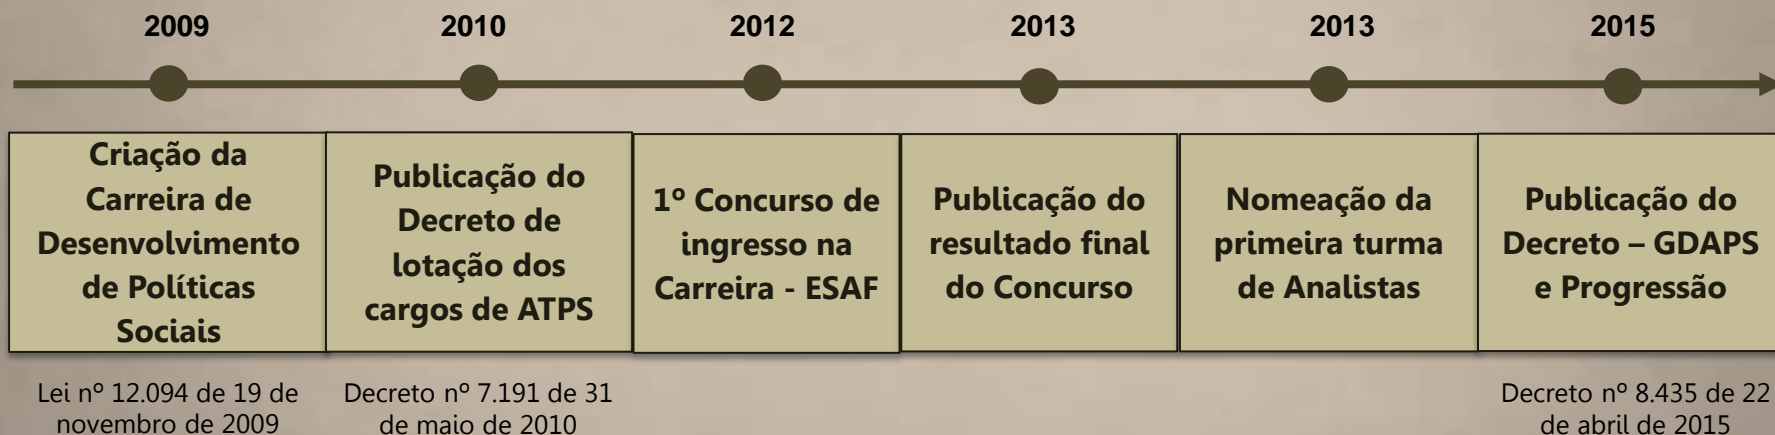 2009
2010
2012
2013
2013
2015
Criação da
Carreira de
Desenvolvimento
de Políticas
Sociais
Publicação do
Decreto de
lotação dos
cargos de ATPS
1º Concurso de
ingresso na
Carreira - ESAF
Publicação do
resultado final
do Concurso
Nomeação da
primeira turma
de Analistas
Publicação do
Decreto – GDAPS
e Progressão
Lei nº 12.094 de 19 de
novembro de 2009
Decreto nº 7.191 de 31
de maio de 2010
Decreto nº 8.435 de 22
de abril de 2015